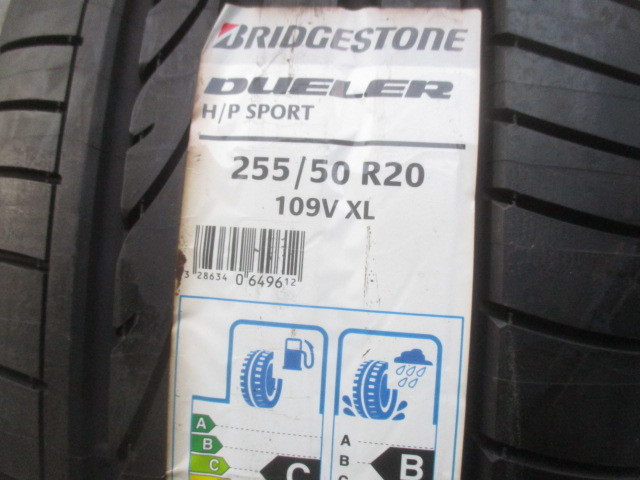 BRIDGESTONE
DUELER
H/P SPORT
255/50 R20
109V XL
3 28634 0 6496 12
A
B
C
C
A
B
B